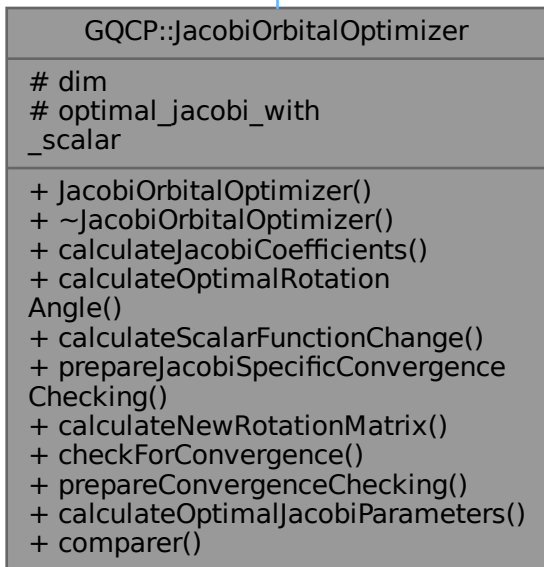 GQCP::JacobiOrbitalOptimizer
# dim
# optimal_jacobi_with
_scalar
+ JacobiOrbitalOptimizer()
+ ~JacobiOrbitalOptimizer()
+ calculateJacobiCoefficients()
+ calculateOptimalRotation
Angle()
+ calculateScalarFunctionChange()
+ prepareJacobiSpecificConvergence
Checking()
+ calculateNewRotationMatrix()
+ checkForConvergence()
+ prepareConvergenceChecking()
+ calculateOptimalJacobiParameters()
+ comparer()